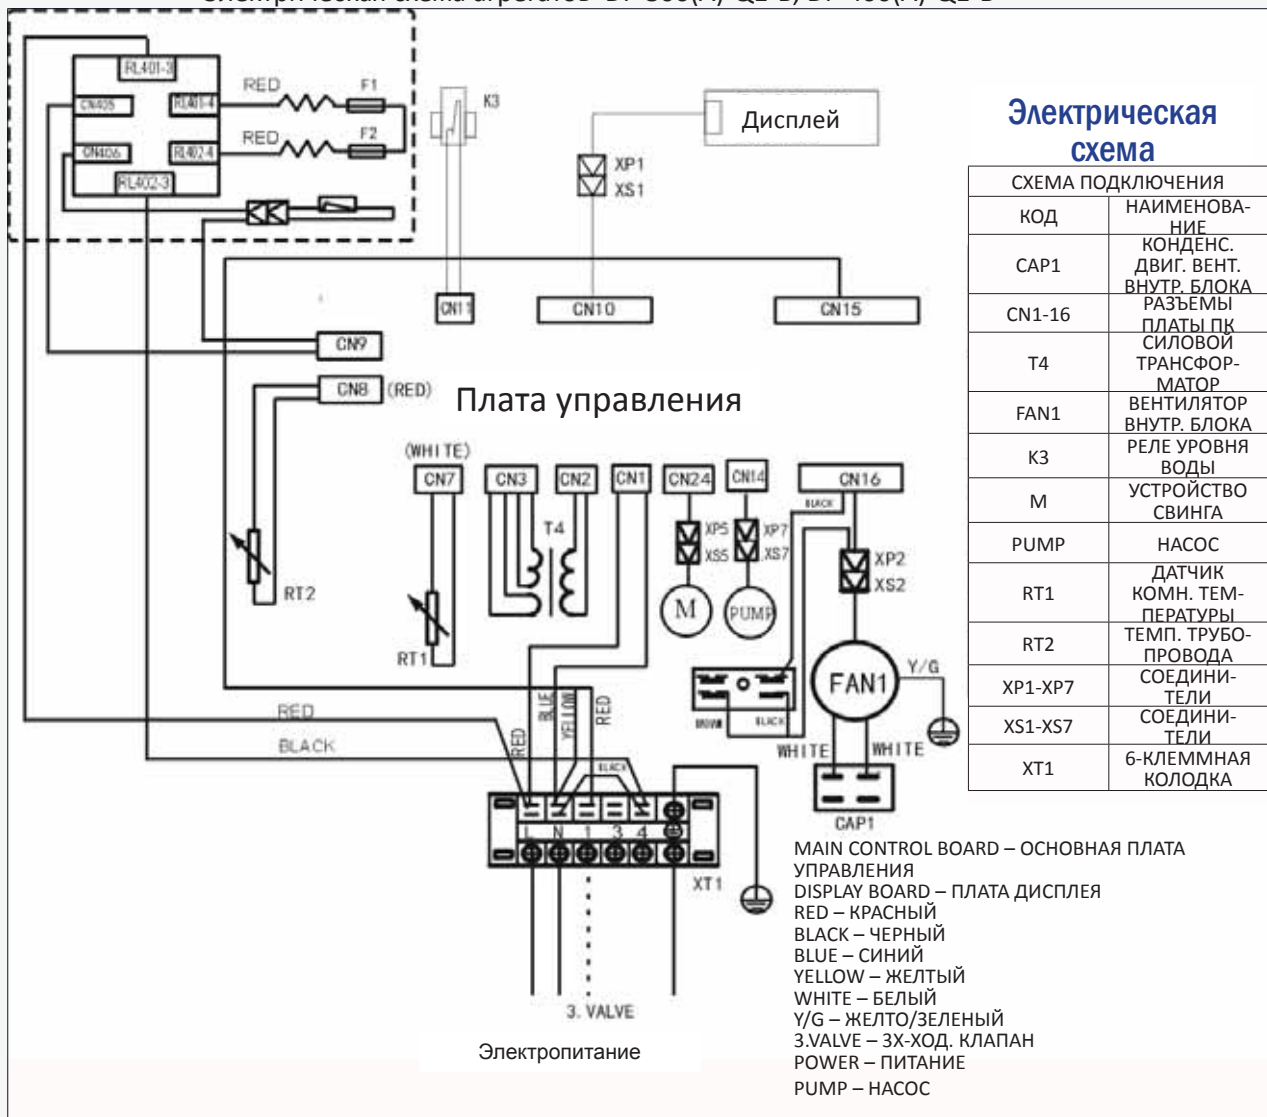 RL401-3
RED
F1
CN405
RL401-4
K3
RED
F2
CN406
RL402-4
RL402-3
Дисплей
XP1
XS1
CN11
CN10
CN15
CN9
CN8 (RED)
Плата управления
(WHITE)
CN7
CN3
CN2
CN1
CN24
CN14
CN16
BLACK
T4
XP5
XS5
XP7
XS7
XP2
XS2
RT2
M
PUMP
RT1
FAN1
Y/G
RED
BLACK
RED
BLUE
YELLOW
RED
BLACK
BLACK
WHITE
WHITE
CAP1
L N 1 3 4
XT1
3. VALVE
Электропитание
Электрическая
схема
СХЕМА ПОДКЛЮЧЕНИЯ
КОД НАИМЕНОВА-
НИЕ
CAP1 КОНДЕНС.
ДВИГ. ВЕНТ.
ВНУТР. БЛОКА
CN1-16 РАЗЪЕМЫ
ПЛАТЫ ПК
T4 СИЛОВОЙ
ТРАНСФОР-
МАТОР
FAN1 ВЕНТИЛЯТОР
ВНУТР. БЛОКА
K3 РЕЛЕ УРОВНЯ
ВОДЫ
M УСТРОЙСТВО
СВИНГА
PUMP НАСОС
RT1 ДАТЧИК
КОМН. ТЕМ-
ПЕРАТУРЫ
RT2 ТЕМП. ТРУБО-
ПРОВОДА
XP1-XP7 СОЕДИНИ-
ТЕЛИ
XS1-XS7 СОЕДИНИ-
ТЕЛИ
XT1 6-КЛЕММНАЯ
КОЛОДКА
MAIN CONTROL BOARD – ОСНОВНАЯ ПЛАТА
УПРАВЛЕНИЯ
DISPLAY BOARD – ПЛАТА ДИСПЛЕЯ
RED – КРАСНЫЙ
BLACK – ЧЕРНЫЙ
BLUE – СИНИЙ
YELLOW – ЖЕЛТЫЙ
WHITE – БЕЛЫЙ
Y/G – ЖЕЛТО/ЗЕЛЕНЫЙ
3.VALVE – 3Х-ХОД. КЛАПАН
POWER – ПИТАНИЕ
PUMP – НАСОС